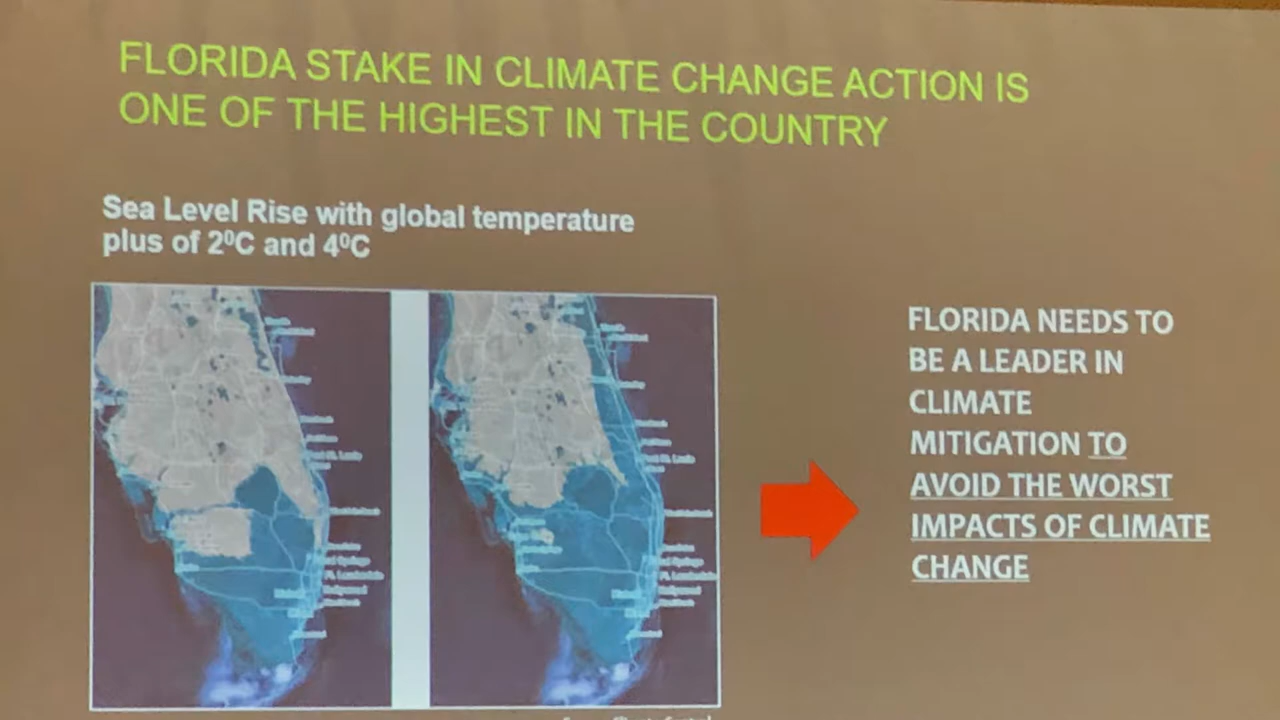 FLORIDA STAKE IN CLIMATE CHANGE ACTION IS
ONE OF THE HIGHEST IN THE COUNTRY
Sea Level Rise with global temperature
plus of 2⁰C and 4⁰C
FLORIDA NEEDS TO
BE A LEADER IN
CLIMATE
MITIGATION TO
AVOID THE WORST
IMPACTS OF CLIMATE
CHANGE